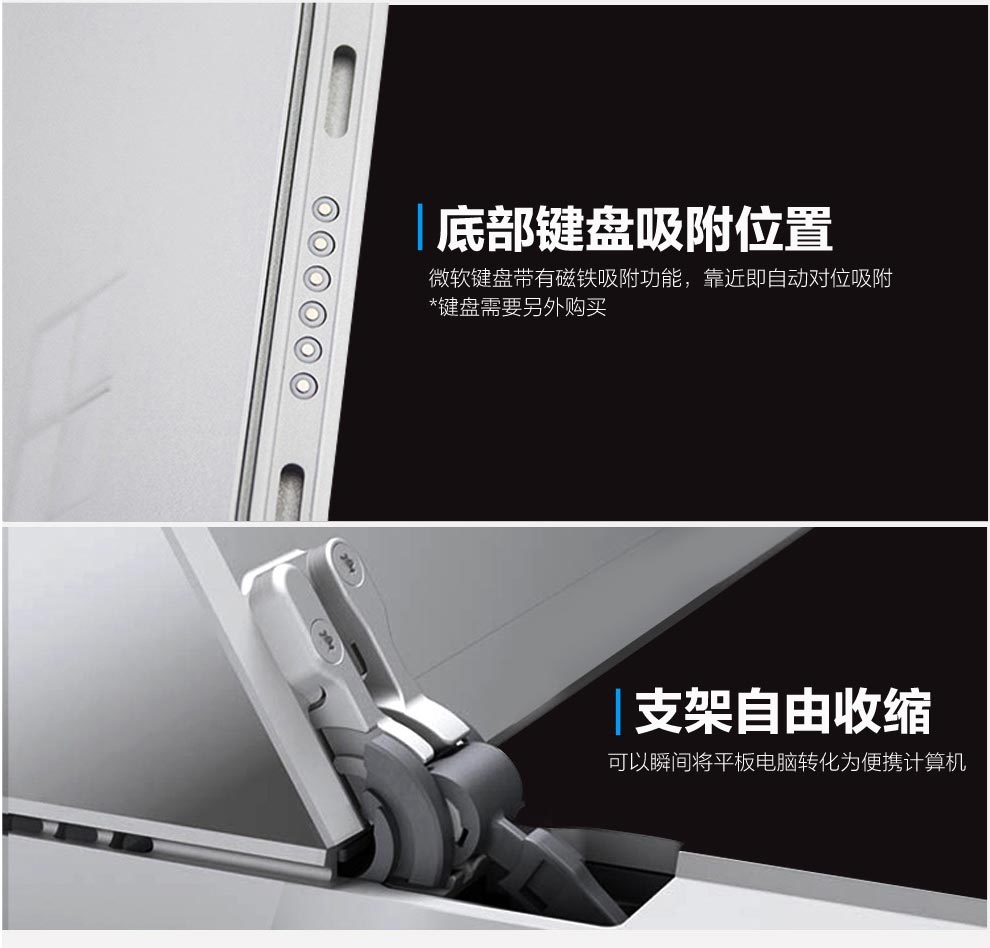 底部键盘吸附位置
微软键盘带有磁铁吸附功能，靠近即自动对位吸附
*键盘需要另外购买
支架自由收缩
可以瞬间将平板电脑转化为便携计算机